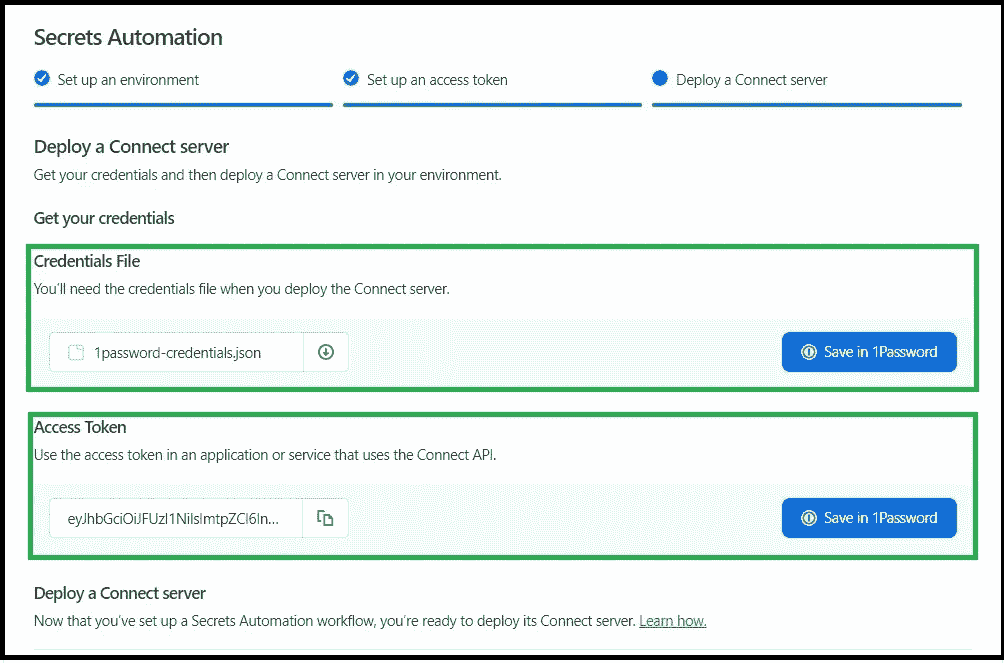 Secrets Automation
Set up an environment
Set up an access token
Deploy a Connect server
Deploy a Connect server
Get your credentials and then deploy a Connect server in your environment.
Get your credentials
Credentials File
You'll need the credentials file when you deploy the Connect server.
1password-credentials.json
Save in 1Password
Access Token
Use the access token in an application or service that uses the Connect API.
eyJhbGciOiJFUzI1NiIsImtpZCI6In...
Save in 1Password
Deploy a Connect server
Now that you've set up a Secrets Automation workflow, you're ready to deploy its Connect server. Learn how.